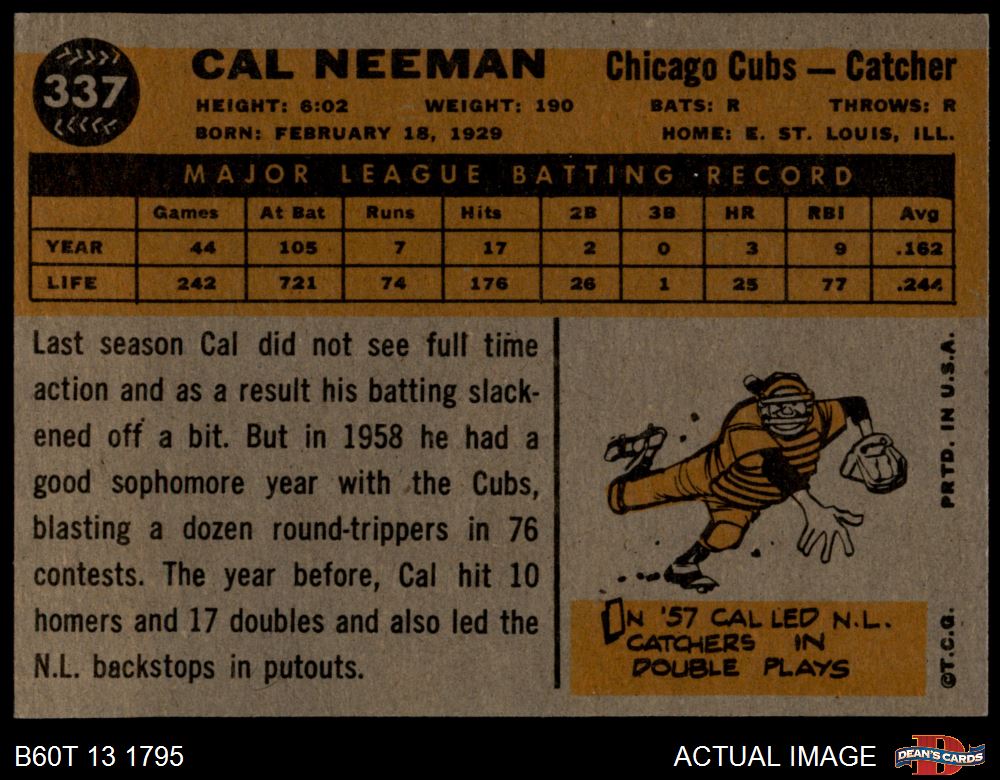 337
CAL NEEMAN
Chicago Cubs — Catcher
HEIGHT: 6:02 WEIGHT: 190 BATS: R THROWS: R
BORN: FEBRUARY 18, 1929 HOME: E. ST. LOUIS, ILL.
MAJOR LEAGUE BATTING RECORD
Games At Bat Runs Hits 2B 3B HR RBI Avg
YEAR 44 105 7 17 2 0 3 9 .162
LIFE 242 721 74 176 26 1 25 77 .244
Last season Cal did not see full time
action and as a result his batting slack-
ened off a bit. But in 1958 he had a
good sophomore year with the Cubs,
blasting a dozen round-trippers in 76
contests. The year before, Cal hit 10
homers and 17 doubles and also led the
N.L. backstops in putouts.
IN '57 CAL LED N.L.
CATCHERS IN
DOUBLE PLAYS
©T.C.G. PRTD. IN U.S.A.
B60T 13 1795
ACTUAL IMAGE
DEAN'S CARDS